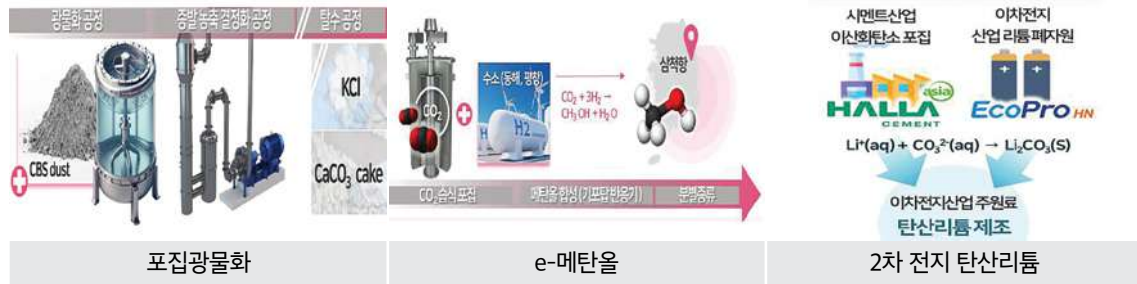 광물화 공정
증발 농축 결정화 공정
탈수 공정
CBS dust
KCl
CaCO₃ cake
포집광물화
CO₂
수소 (동해, 평항)
H2
CO₂ + 3H₂ →
CH₃OH + H₂O
삼척항
CO₂ 습식 포집
메탄올 합성 (기포탑 반응기)
분별증류
e-메탄올
시멘트산업
이산화탄소 포집
이차전지
산업 리튬 폐자원
HALLA
asia
CEMENT
EcoPro HN
Li⁺(aq) + CO₃²⁻(aq) → Li₂CO₃(S)
이차전지산업 주원료
탄산리튬 제조
2차 전지 탄산리튬